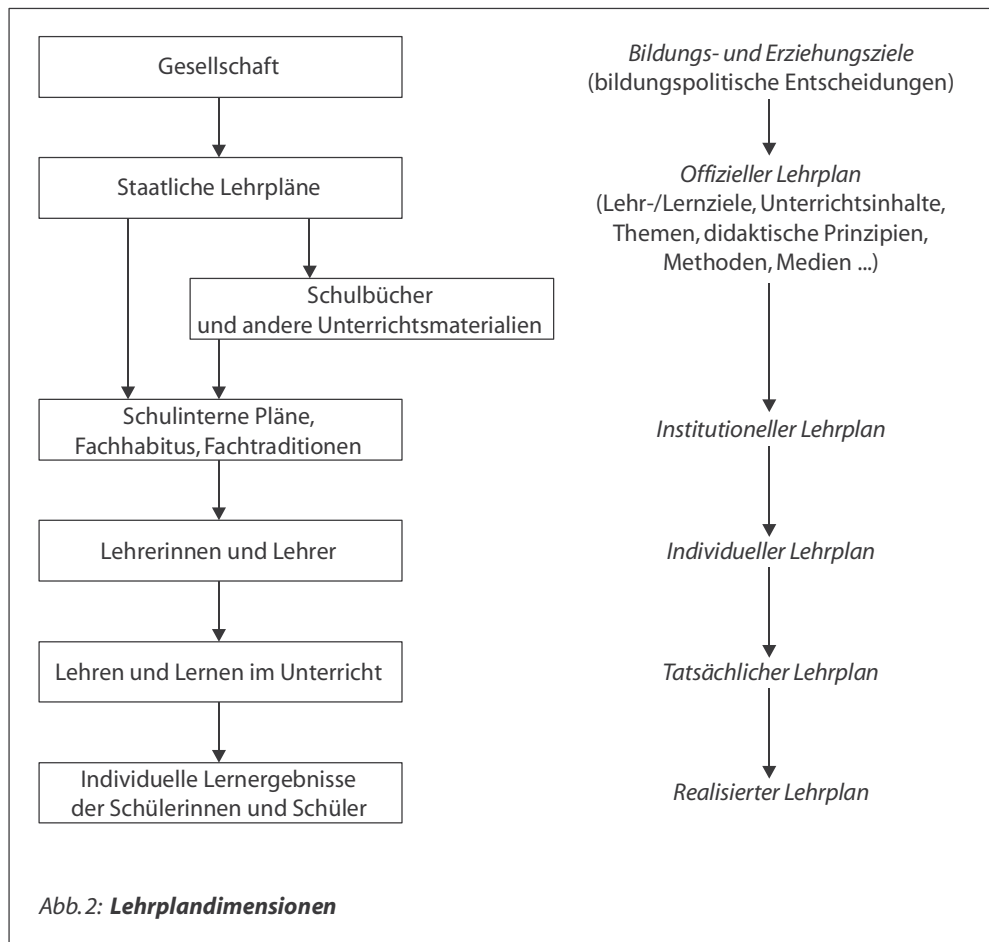 Gesellschaft
Bildungs- und Erziehungsziele
(bildungspolitische Entscheidungen)
Staatliche Lehrpläne
Offizieller Lehrplan
(Lehr-/Lernziele, Unterrichtsinhalte,
Themen, didaktische Prinzipien,
Methoden, Medien ...)
Schulbücher
und andere Unterrichtsmaterialien
Schulinterne Pläne,
Fachhabitus, Fachtraditionen
Institutioneller Lehrplan
Lehrerinnen und Lehrer
Individueller Lehrplan
Lehren und Lernen im Unterricht
Tatsächlicher Lehrplan
Individuelle Lernergebnisse
der Schülerinnen und Schüler
Realisierter Lehrplan
Abb. 2: Lehrplandimensionen